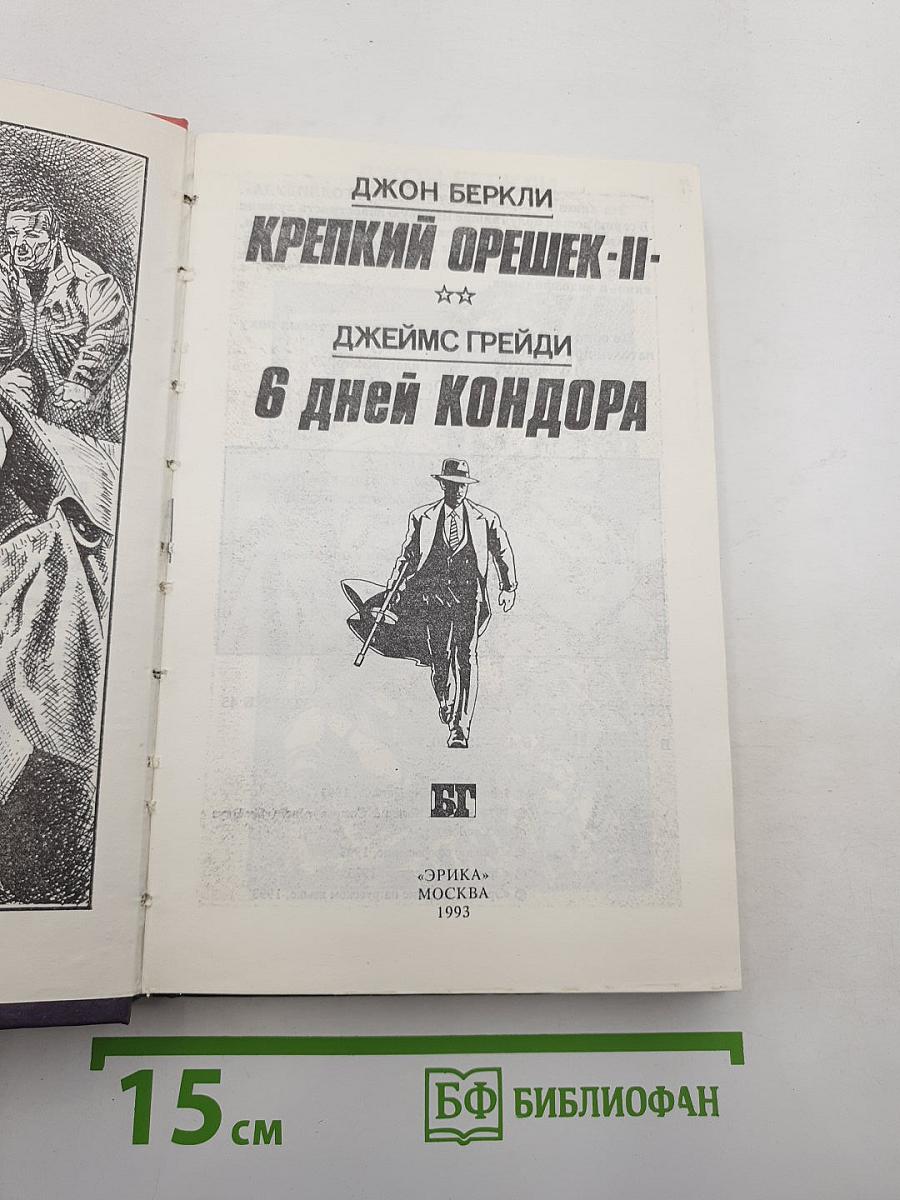 ДЖОН БЕРКЛИ
КРЕПКИЙ ОРЕШЕК-II-
☆☆
ДЖЕЙМС ГРЕЙДИ
6 дней КОНДОРА
БГ
«ЭРИКА»
МОСКВА
1993
15 см
БФ БИБЛИОФАН